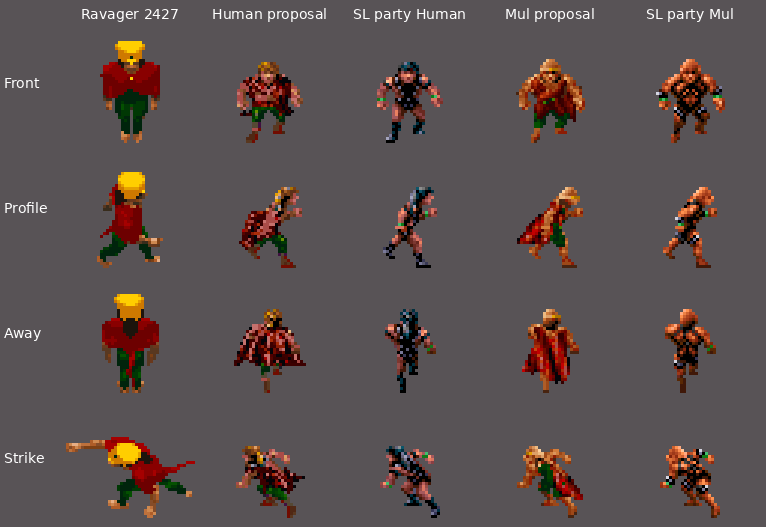 Ravager 2427 Human proposal SL party Human Mul proposal SL party Mul
Front
Profile
Away
Strike